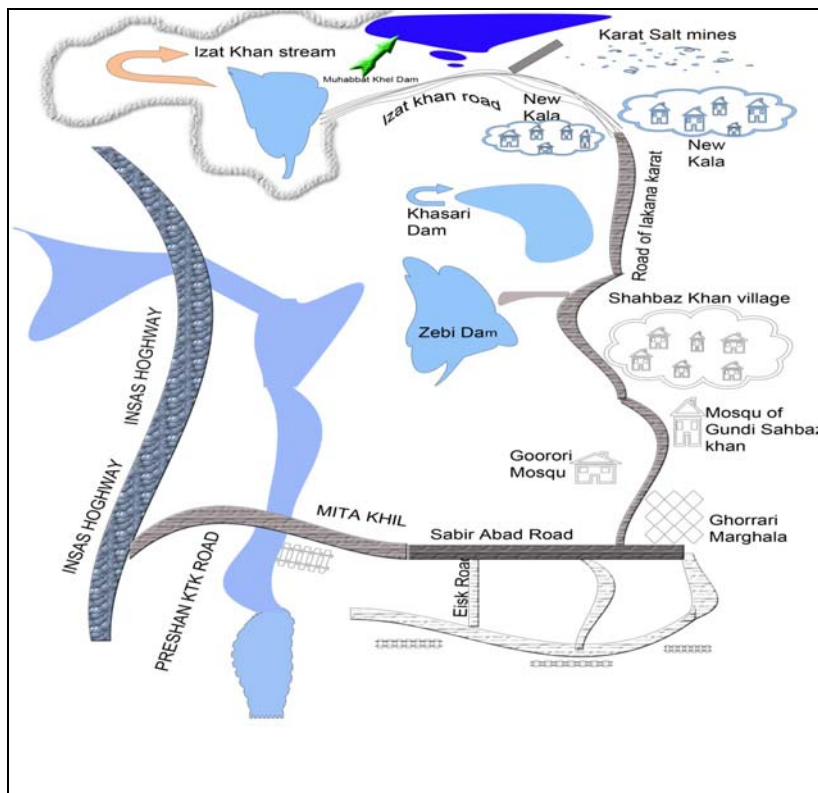 Izat Khan stream
Muhabbat Khel Dam
Karat Salt mines
Izat khan road
New
Kala
New
Kala
Khasari
Dam
Road of lakana karat
Shahbaz Khan village
Zebi Dam
INSAS HOGHWAY
INSAS HOGHWAY
Mosqu of
Gundi Sahbaz
khan
Goorori
Mosqu
MITA KHIL
Sabir Abad Road
Ghorrari
Marghala
PRESHAN KTK ROAD
Eisk Road